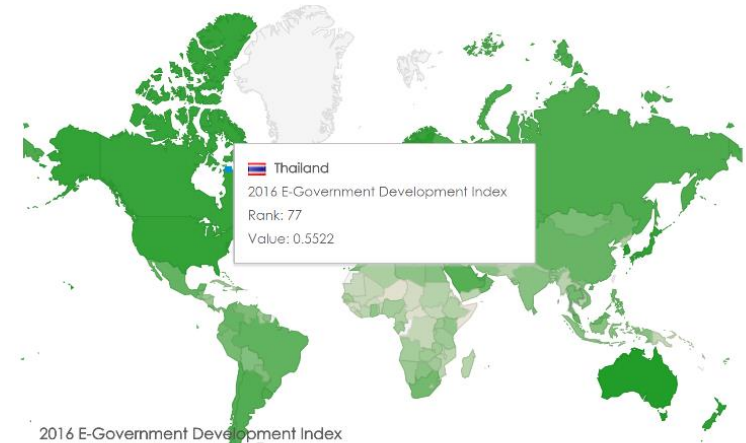 Thailand
2016 E-Government Development Index
Rank: 77
Value: 0.5522
2016 E-Government Development Index